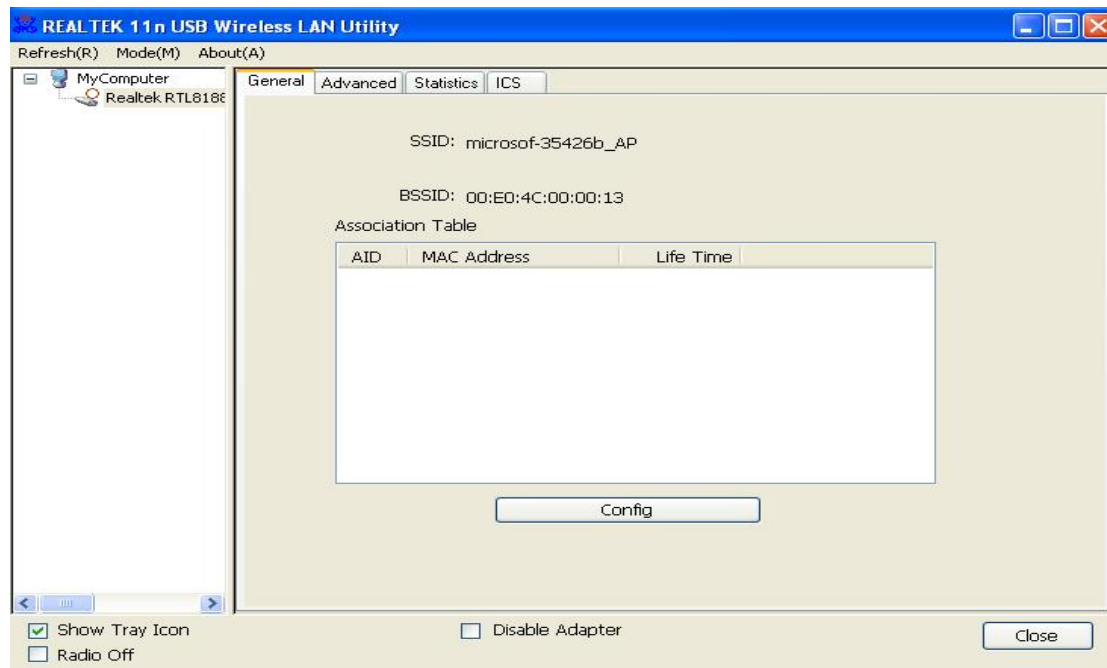 REALTEK 11n USB Wireless LAN Utility
Refresh(R) Mode(M) About(A)
MyComputer
Realtek RTL8188
General Advanced Statistics ICS
SSID: microsof-35426b_AP
BSSID: 00:E0:4C:00:00:13
Association Table
AID MAC Address Life Time
Config
Show Tray Icon
Disable Adapter
Close
Radio Off